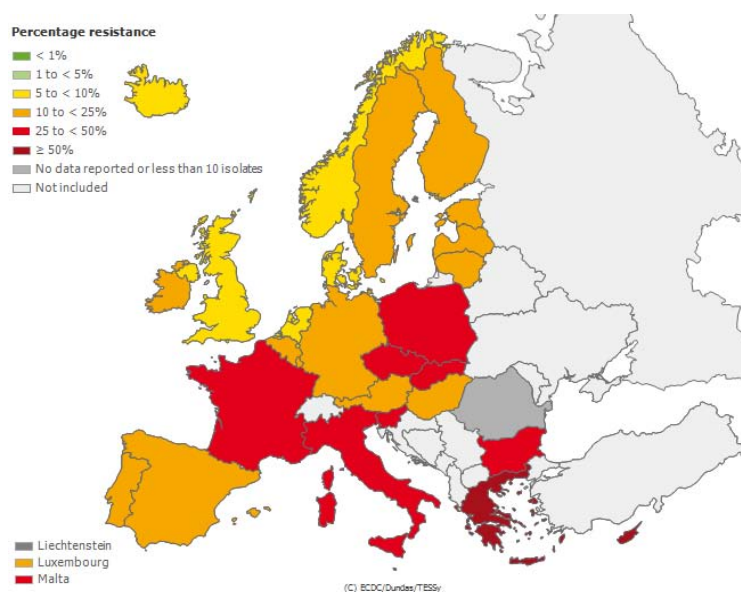 Percentage resistance
< 1%
1 to < 5%
5 to < 10%
10 to < 25%
25 to < 50%
≥ 50%
No data reported or less than 10 isolates
Not included
Liechtenstein
Luxembourg
Malta
(C) ECDC/Dundas/TESSy